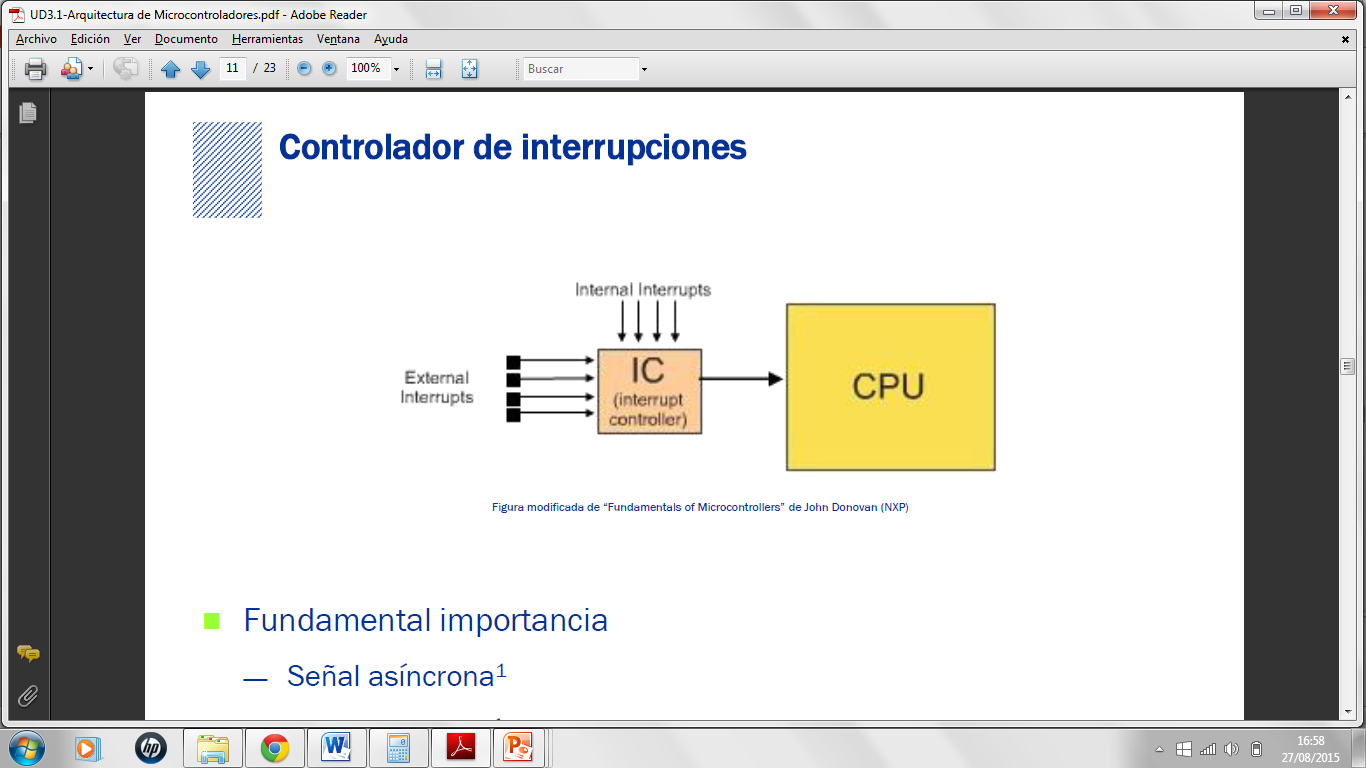 UD3.1-Arquitectura de Microcontroladores.pdf - Adobe Reader
Archivo Edición Ver Documento Herramientas Ventana Ayuda
11 / 23 100% Buscar
Controlador de interrupciones
Internal Interrupts
External
Interrupts
IC
(interrupt
controller)
CPU
Figura modificada de “Fundamentals of Microcontrollers” de John Donovan (NXP)
Fundamental importancia
— Señal asíncrona¹
16:58
27/08/2015